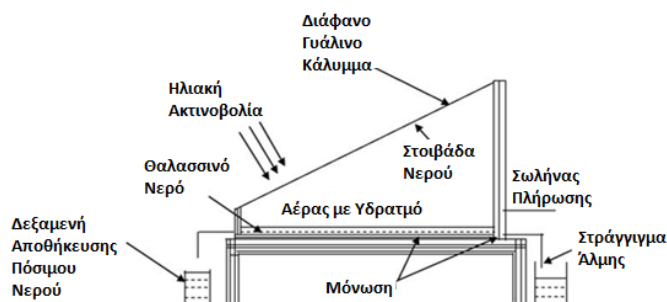 Διάφανο
Γυάλινο
Κάλυμμα
Ηλιακή
Ακτινοβολία
Στοιβάδα
Νερού
Θαλασσινό
Νερό
Σωλήνας
Πλήρωσης
Αέρας με Υδρατμό
Δεξαμενή
Αποθήκευσης
Πόσιμου
Νερού
Στράγγιγμα
Άλμης
Μόνωση